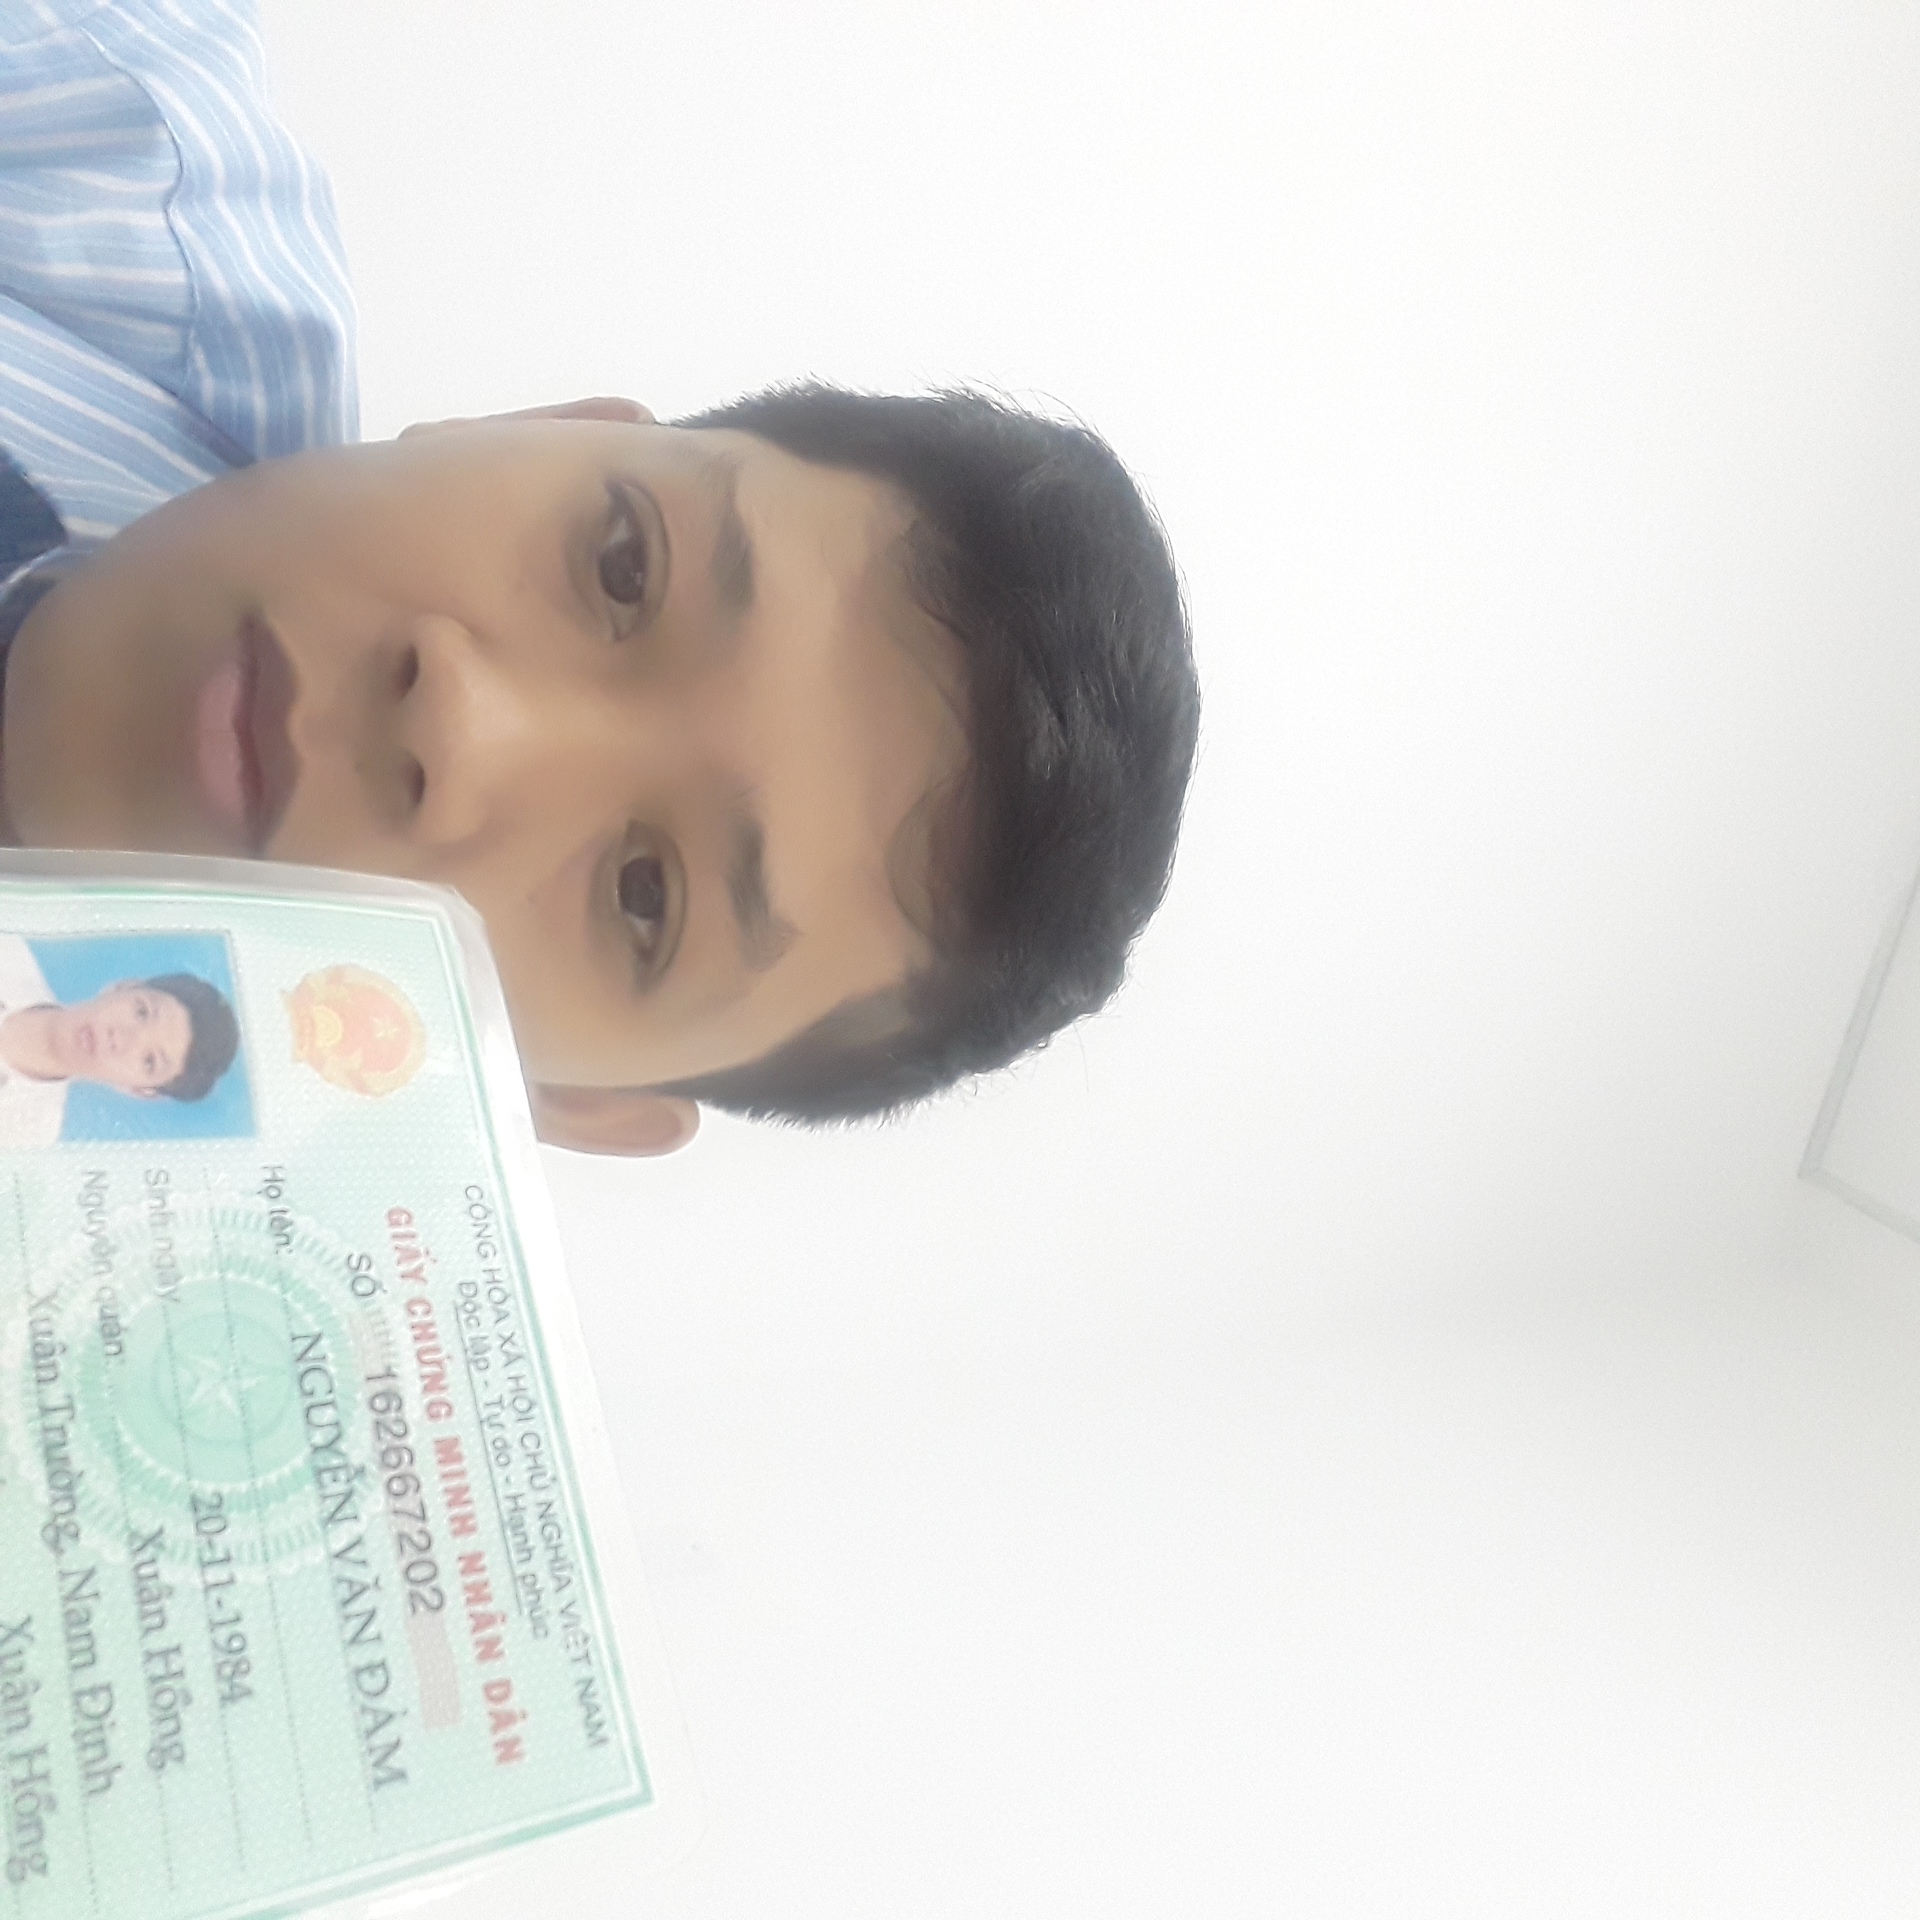 CỘNG HÒA XÃ HỘI CHỦ NGHĨA VIỆT NAM
Độc lập - Tự do - Hạnh phúc
GIẤY CHỨNG MINH NHÂN DÂN
SỐ 162667202
Họ tên: NGUYỄN VĂN ĐẢM
Sinh ngày 20-11-1984
Nguyên quán: Xuân Hồng
Xuân Trường, Nam Định
Xuân Hồng